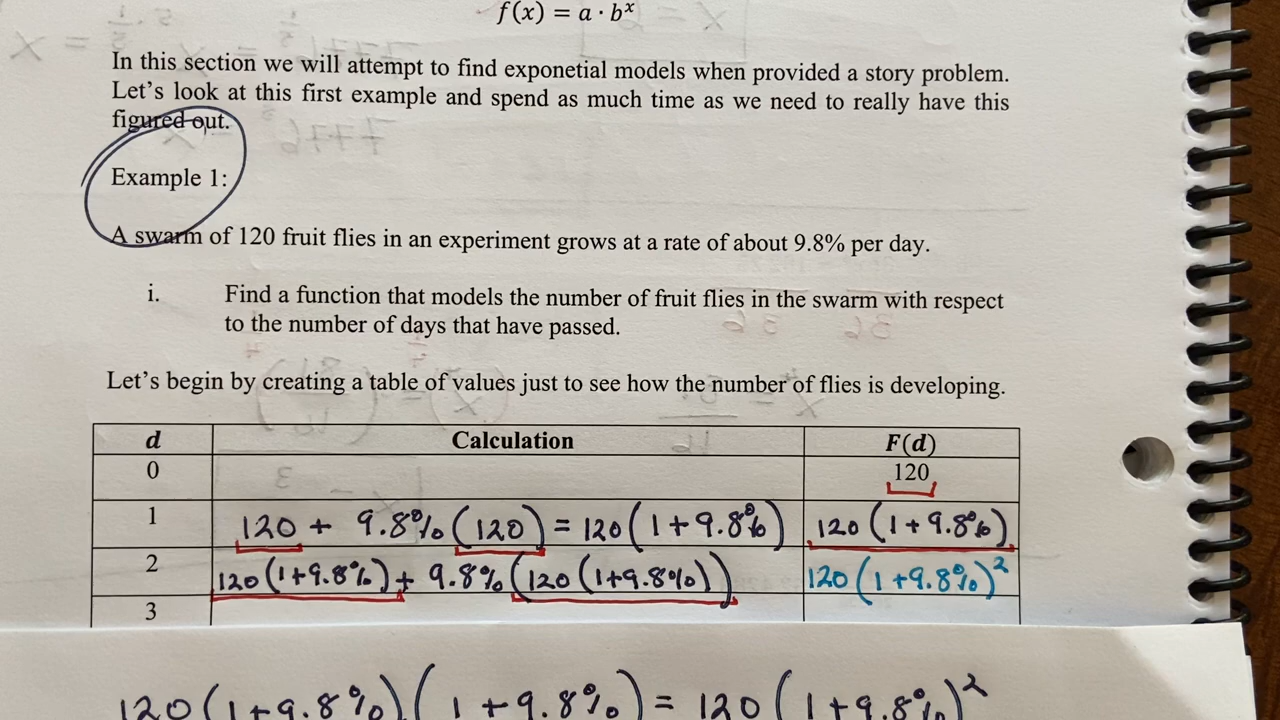 f(x) = a · bˣ
In this section we will attempt to find exponetial models when provided a story problem.
Let's look at this first example and spend as much time as we need to really have this
figured out.
Example 1:
A swarm of 120 fruit flies in an experiment grows at a rate of about 9.8% per day.
i. Find a function that models the number of fruit flies in the swarm with respect
to the number of days that have passed.
Let's begin by creating a table of values just to see how the number of flies is developing.
d Calculation F(d)
0 120
1 120 + 9.8% (120) = 120(1+9.8%) 120(1+9.8%)
2 120(1+9.8%) + 9.8% (120(1+9.8%)) 120(1+9.8%)²
3
120(1+9.8%)(1+9.8%) = 120(1+9.8%)²